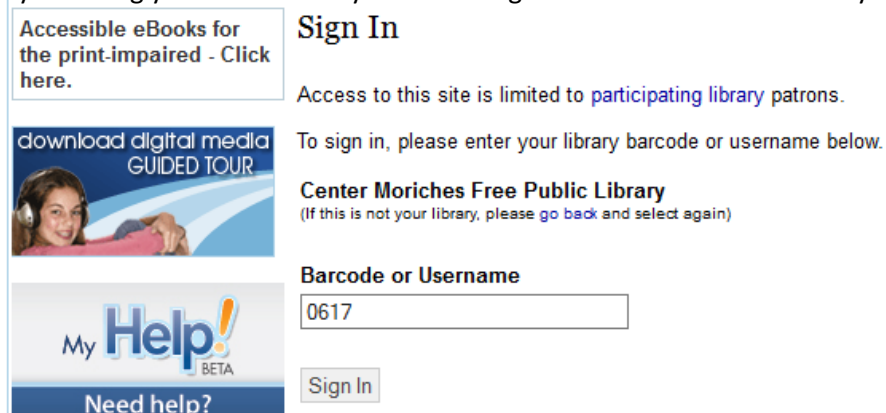 Accessible eBooks for
the print-impaired - Click
here.
download digital media
GUIDED TOUR
My Help!
BETA
Need help?
Sign In
Access to this site is limited to participating library patrons.
To sign in, please enter your library barcode or username below.
Center Moriches Free Public Library
(If this is not your library, please go back and select again)
Barcode or Username
0617
Sign In